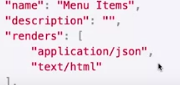 "name": "Menu Items",
"description": "",
"renders": [
"application/json",
"text/html"
],